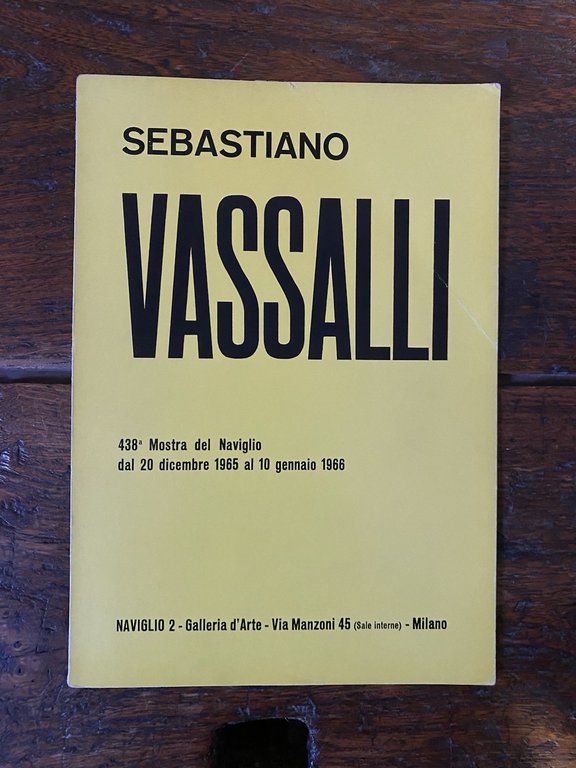 SEBASTIANO
VASSALLI
438ª Mostra del Naviglio
dal 20 dicembre 1965 al 10 gennaio 1966
NAVIGLIO 2 - Galleria d'Arte - Via Manzoni 45 (Sale interne) - Milano